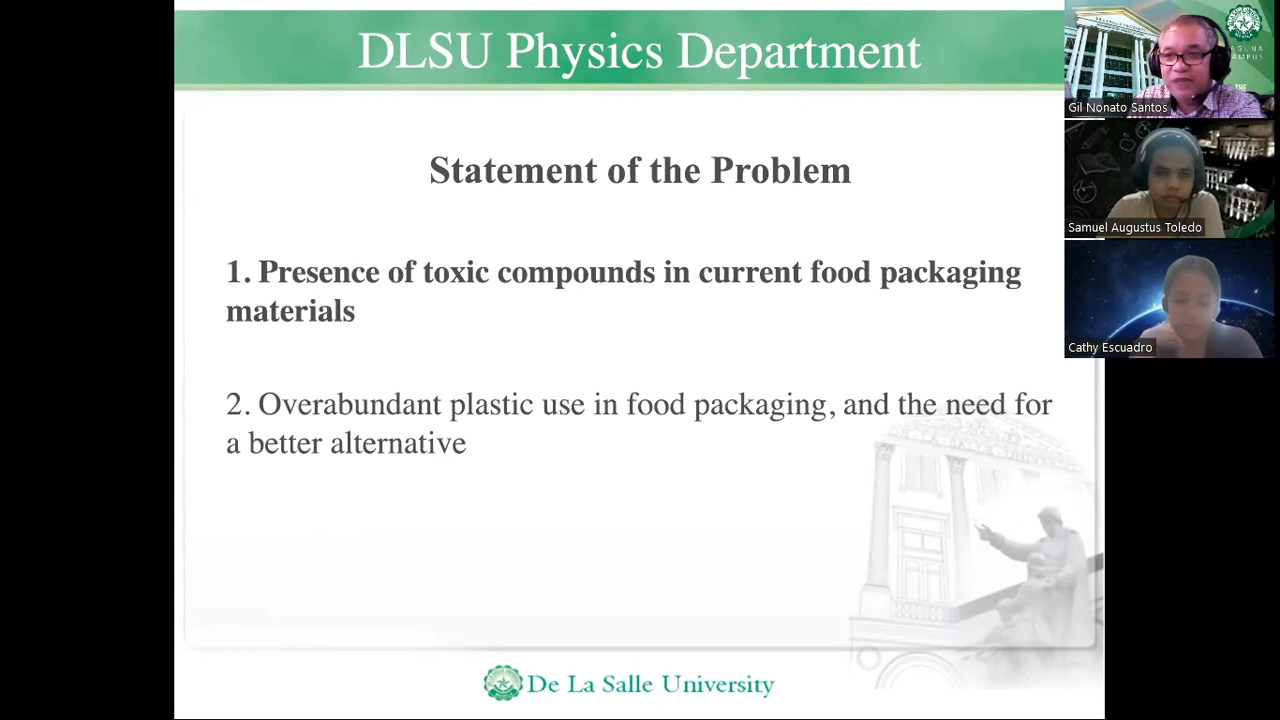 DLSU Physics Department
Statement of the Problem
1. Presence of toxic compounds in current food packaging
materials
2. Overabundant plastic use in food packaging, and the need for
a better alternative
De La Salle University
Gil Nonato Santos
Samuel Augustus Toledo
Cathy Escuadro